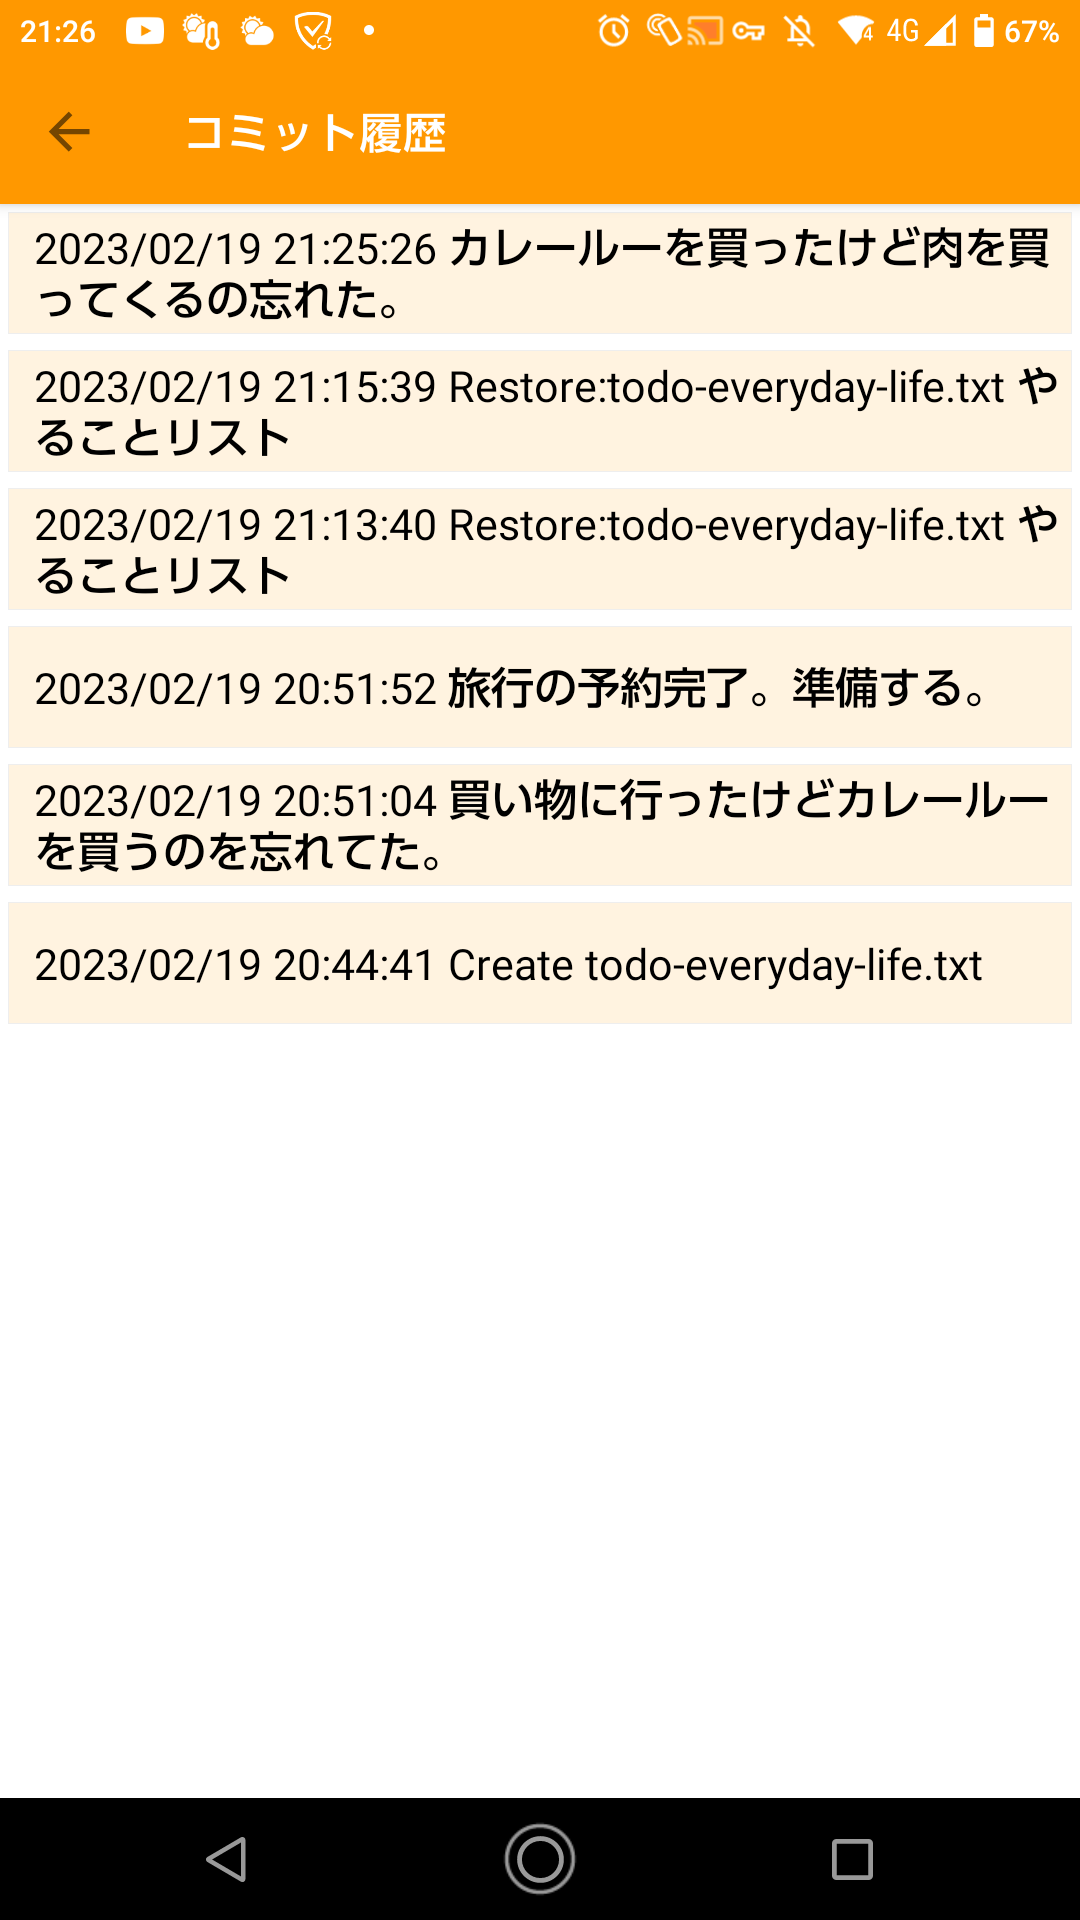 21:26
4G
67%
コミット履歴
2023/02/19 21:25:26 カレールーを買ったけど肉を買
ってくるの忘れた。
2023/02/19 21:15:39 Restore:todo-everyday-life.txt や
ることリスト
2023/02/19 21:13:40 Restore:todo-everyday-life.txt や
ることリスト
2023/02/19 20:51:52 旅行の予約完了。準備する。
2023/02/19 20:51:04 買い物に行ったけどカレールー
を買うのを忘れてた。
2023/02/19 20:44:41 Create todo-everyday-life.txt